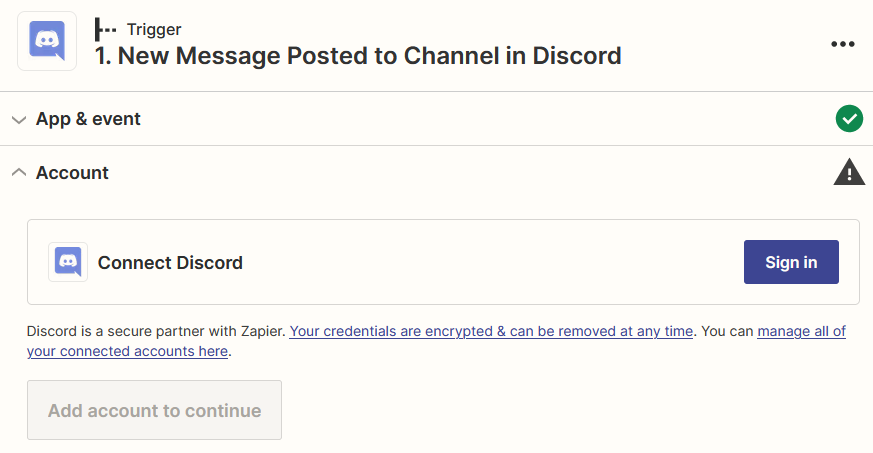 Trigger
1. New Message Posted to Channel in Discord
App & event
Account
Connect Discord
Sign in
Discord is a secure partner with Zapier. Your credentials are encrypted & can be removed at any time. You can manage all of
your connected accounts here.
Add account to continue